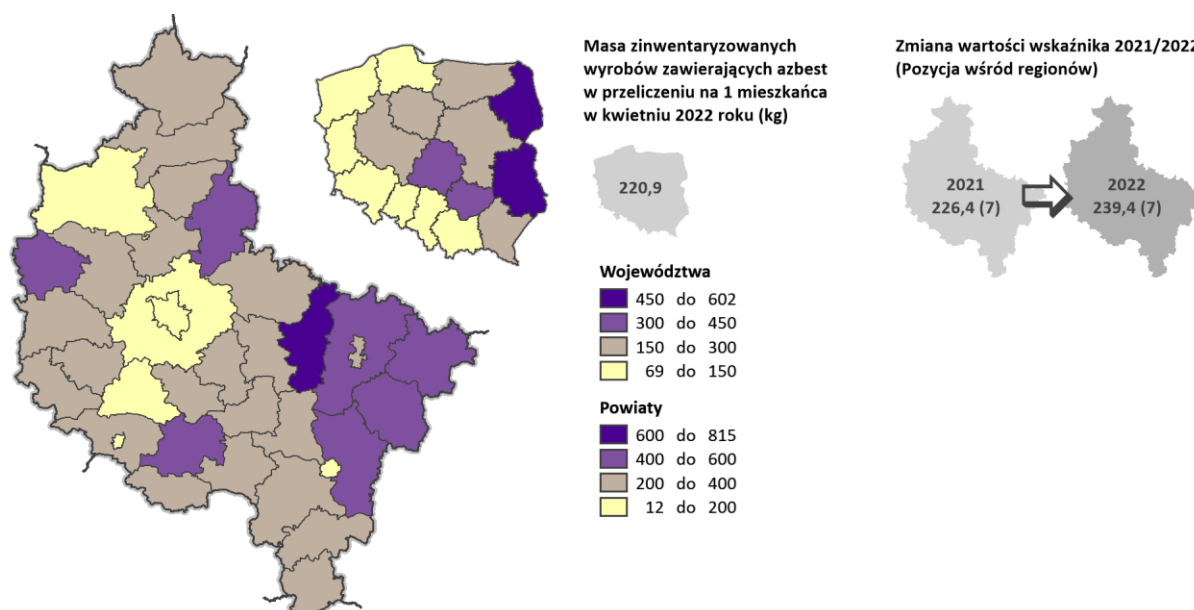 Masa zinwentaryzowanych
wyrobów zawierających azbest
w przeliczeniu na 1 mieszkańca
w kwietniu 2022 roku (kg)
220,9
Województwa
450 do 602
300 do 450
150 do 300
69 do 150
Powiaty
600 do 815
400 do 600
200 do 400
12 do 200
Zmiana wartości wskaźnika 2021/2022
(Pozycja wśród regionów)
2021
226,4 (7)
2022
239,4 (7)